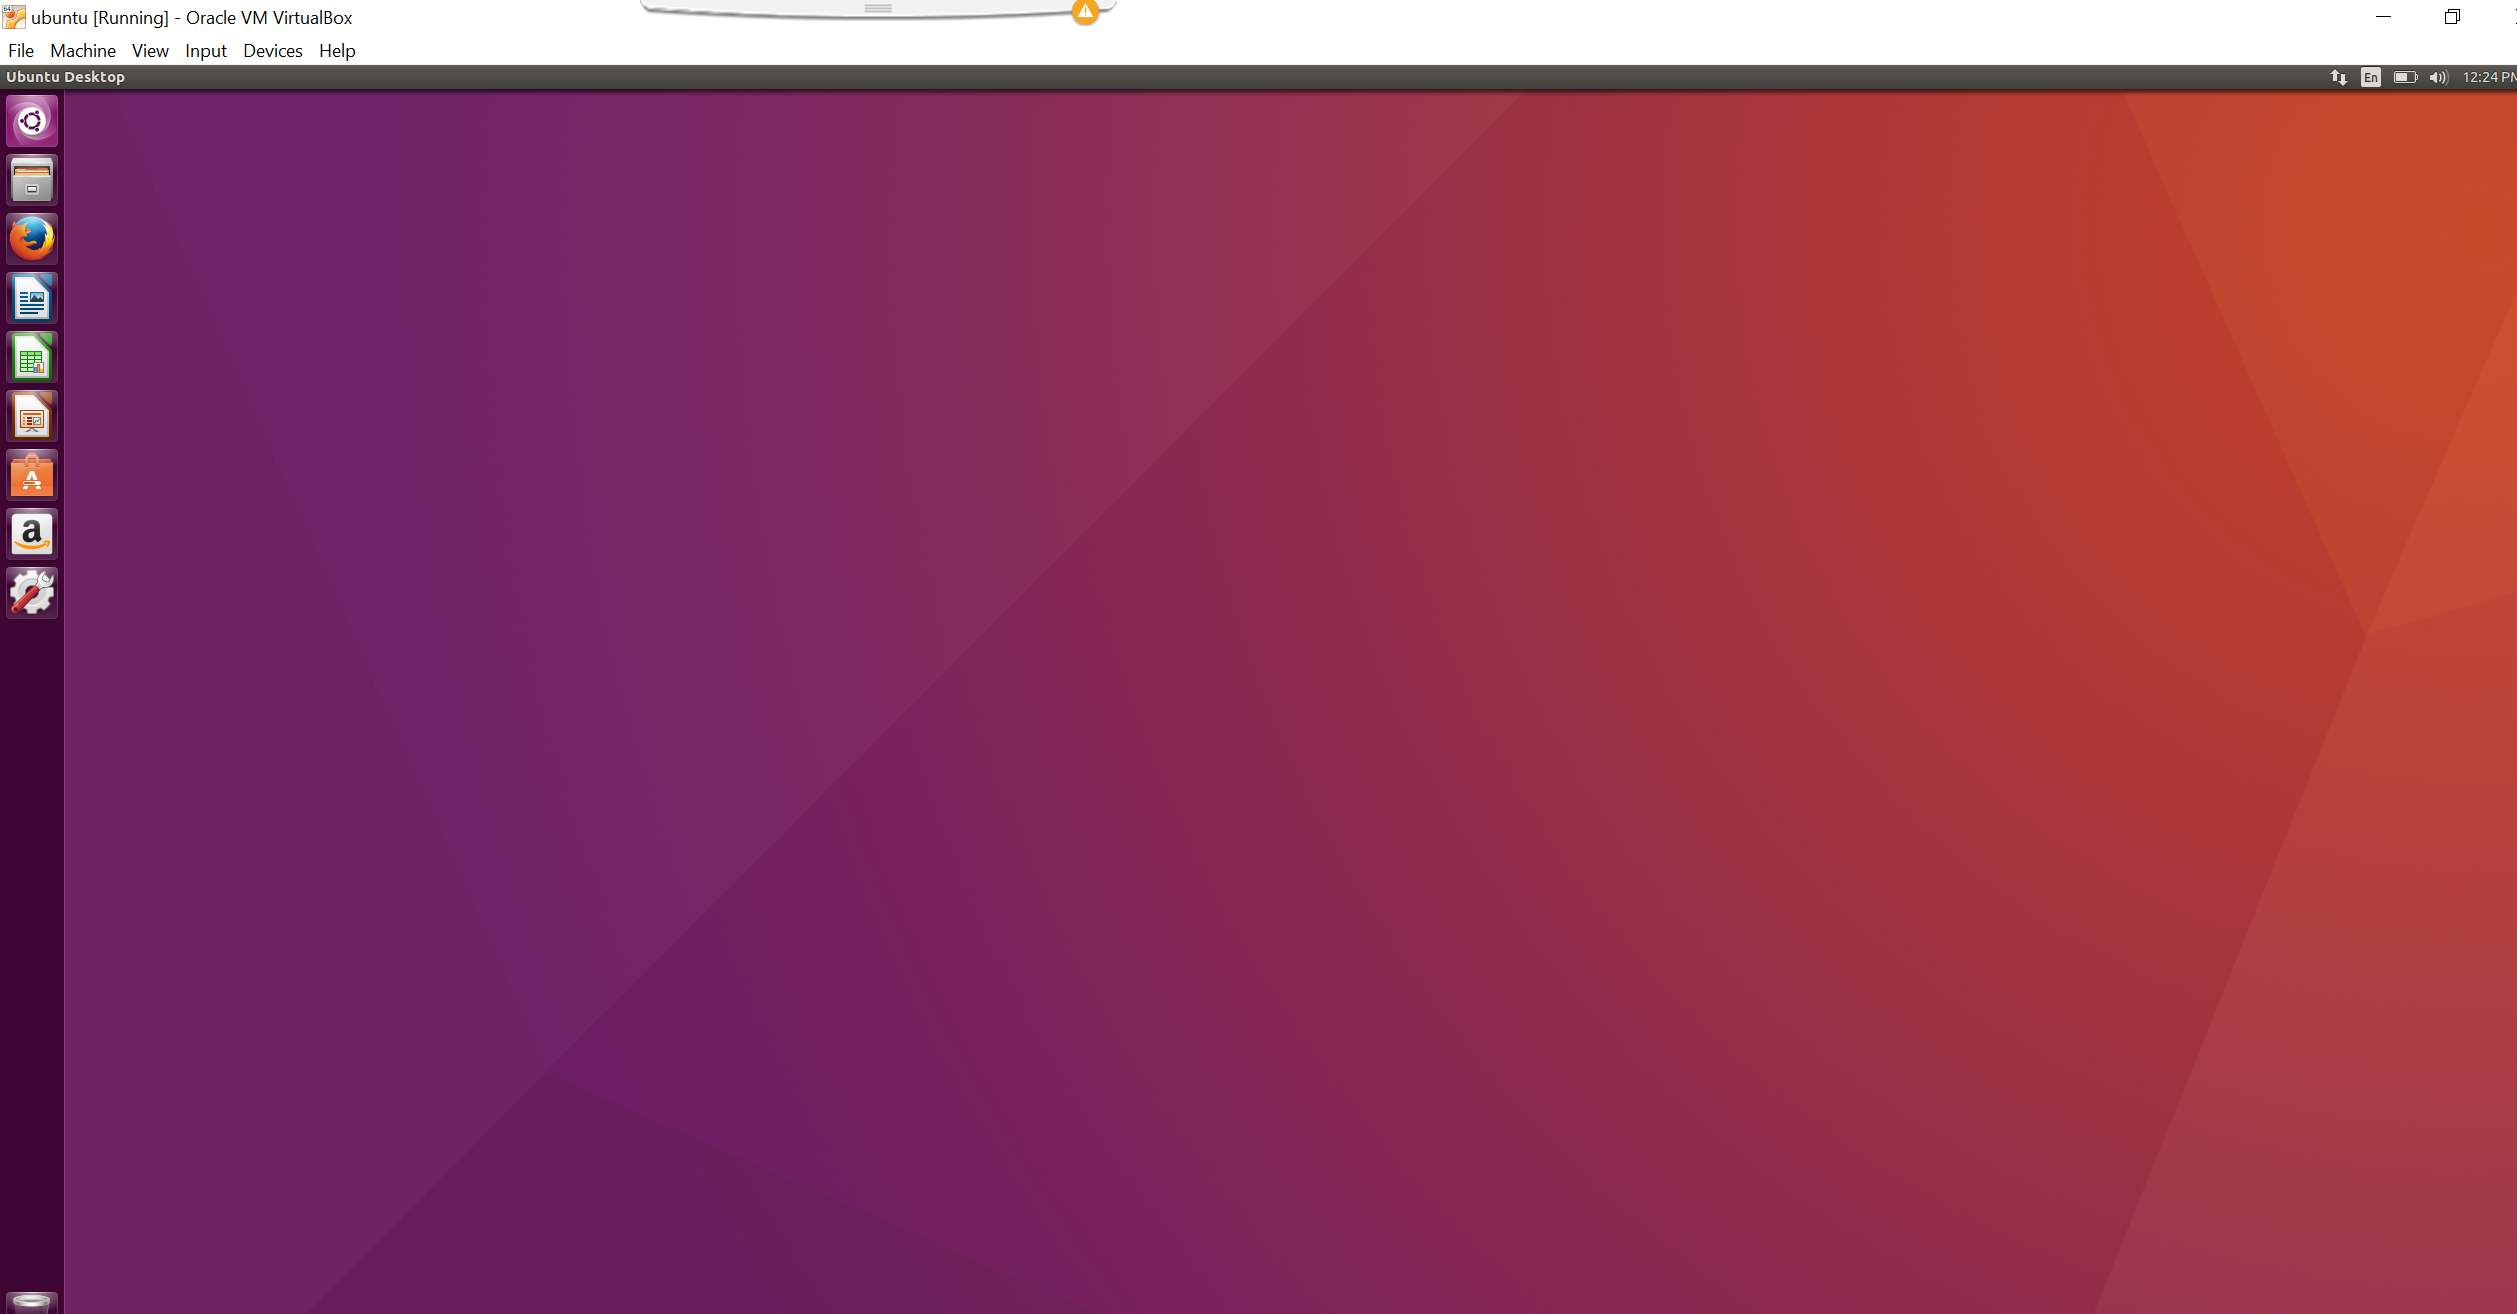 ubuntu [Running] - Oracle VM VirtualBox
File Machine View Input Devices Help
Ubuntu Desktop
En 12:24 PM